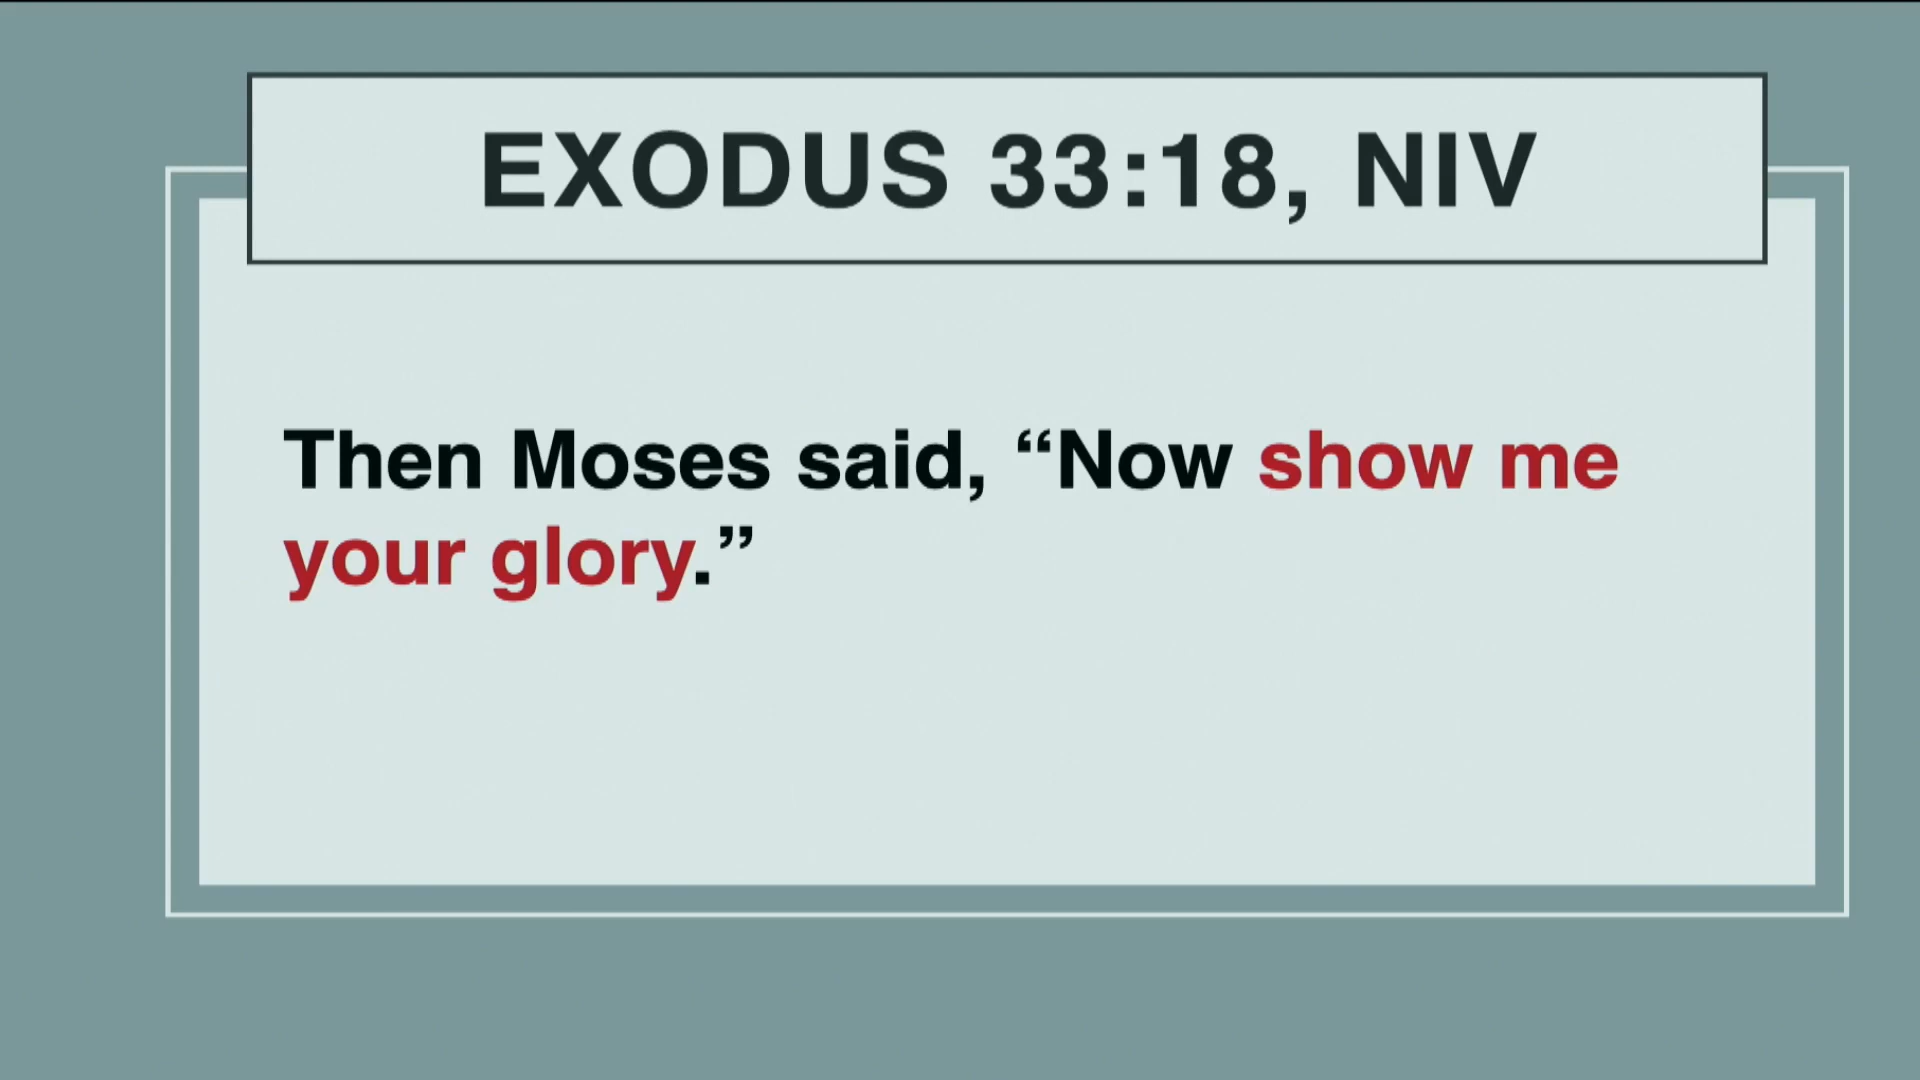 EXODUS 33:18, NIV
Then Moses said, “Now show me
your glory.”